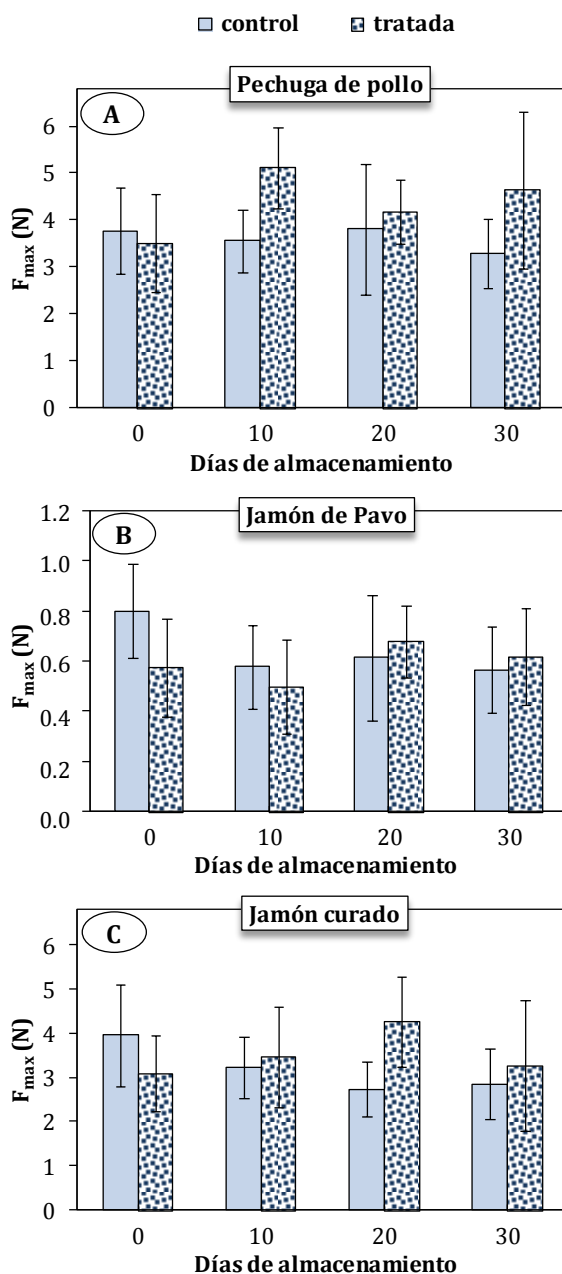 control tratada
Pechuga de pollo
A
6
5
4
3
2
1
0
Fmax (N)
0 10 20 30
Días de almacenamiento
Jamón de Pavo
B
1.2
1.0
0.8
0.6
0.4
0.2
0.0
Fmax (N)
0 10 20 30
Días de almacenamiento
Jamón curado
C
6
5
4
3
2
1
0
Fmax (N)
0 10 20 30
Días de almacenamiento